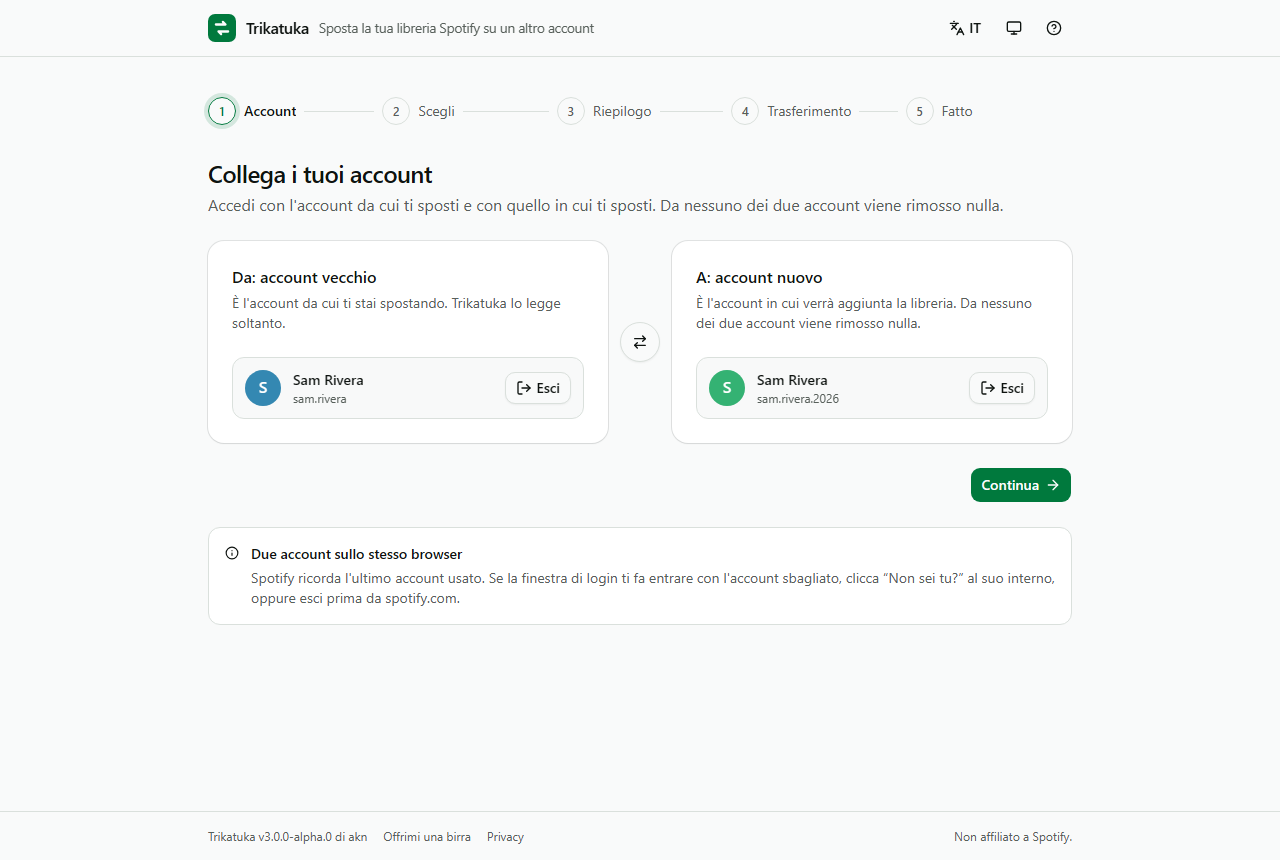 Trikatuka Sposta la tua libreria Spotify su un altro account IT
1 Account 2 Scegli 3 Riepilogo 4 Trasferimento 5 Fatto
Collega i tuoi account
Accedi con l'account da cui ti sposti e con quello in cui ti sposti. Da nessuno dei due account viene rimosso nulla.
Da: account vecchio
È l'account da cui ti stai spostando. Trikatuka lo legge
soltanto.
S Sam Rivera
sam.rivera
Esci
A: account nuovo
È l'account in cui verrà aggiunta la libreria. Da nessuno
dei due account viene rimosso nulla.
S Sam Rivera
sam.rivera.2026
Esci
Continua
Due account sullo stesso browser
Spotify ricorda l'ultimo account usato. Se la finestra di login ti fa entrare con l'account sbagliato, clicca “Non sei tu?” al suo interno,
oppure esci prima da spotify.com.
Trikatuka v3.0.0-alpha.0 di akn Offrimi una birra Privacy Non affiliato a Spotify.